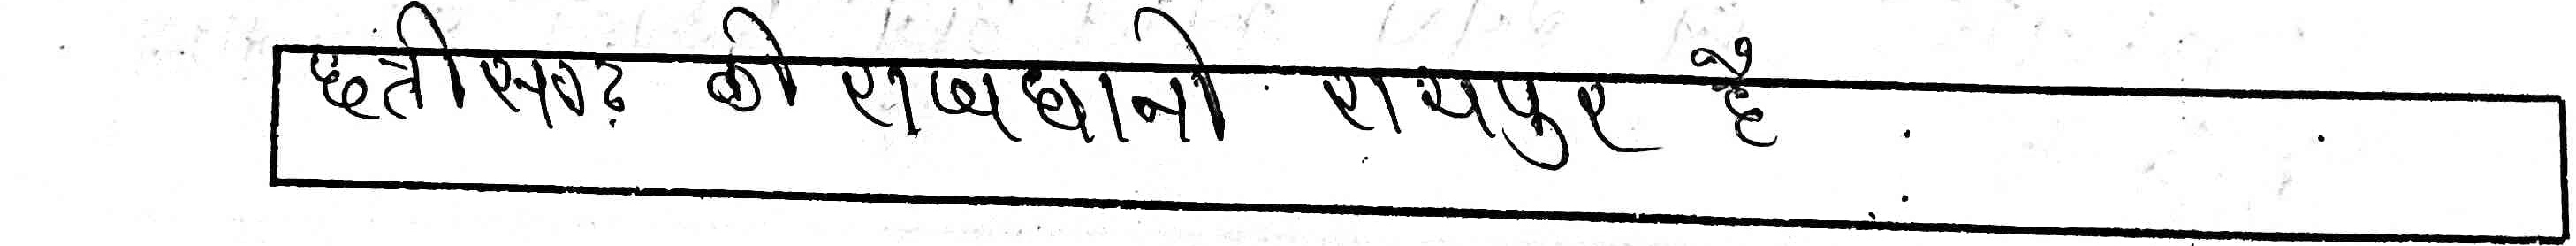 छत्तीसगढ़ की राजधानी रायपुर है